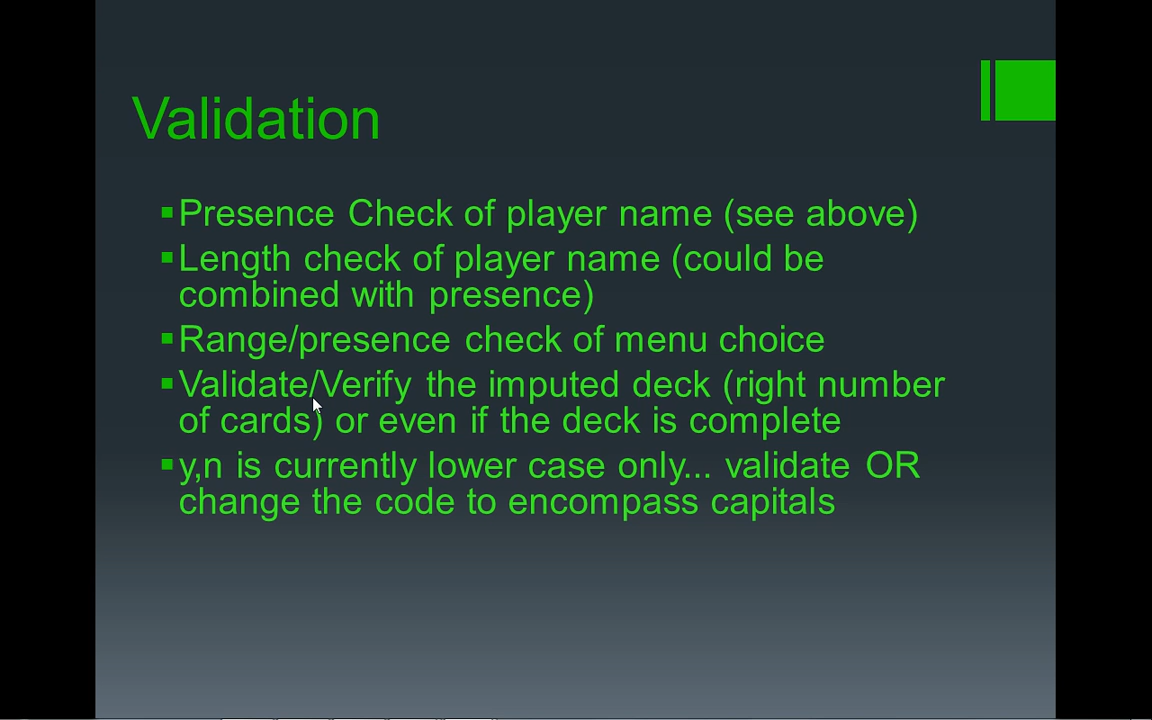 Validation
▪Presence Check of player name (see above)
▪Length check of player name (could be
combined with presence)
▪Range/presence check of menu choice
▪Validate/Verify the imputed deck (right number
of cards) or even if the deck is complete
▪y,n is currently lower case only... validate OR
change the code to encompass capitals